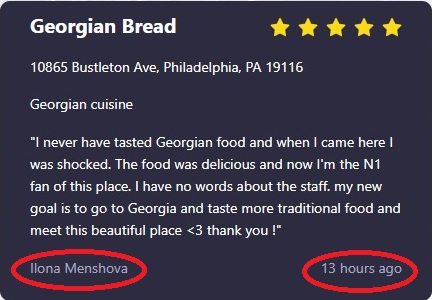 Georgian Bread
10865 Bustleton Ave, Philadelphia, PA 19116
Georgian cuisine
"I never have tasted Georgian food and when I came here I
was shocked. The food was delicious and now I'm the N1
fan of this place. I have no words about the staff. my new
goal is to go to Georgia and taste more traditional food and
meet this beautiful place <3 thank you !"
Ilona Menshova
13 hours ago